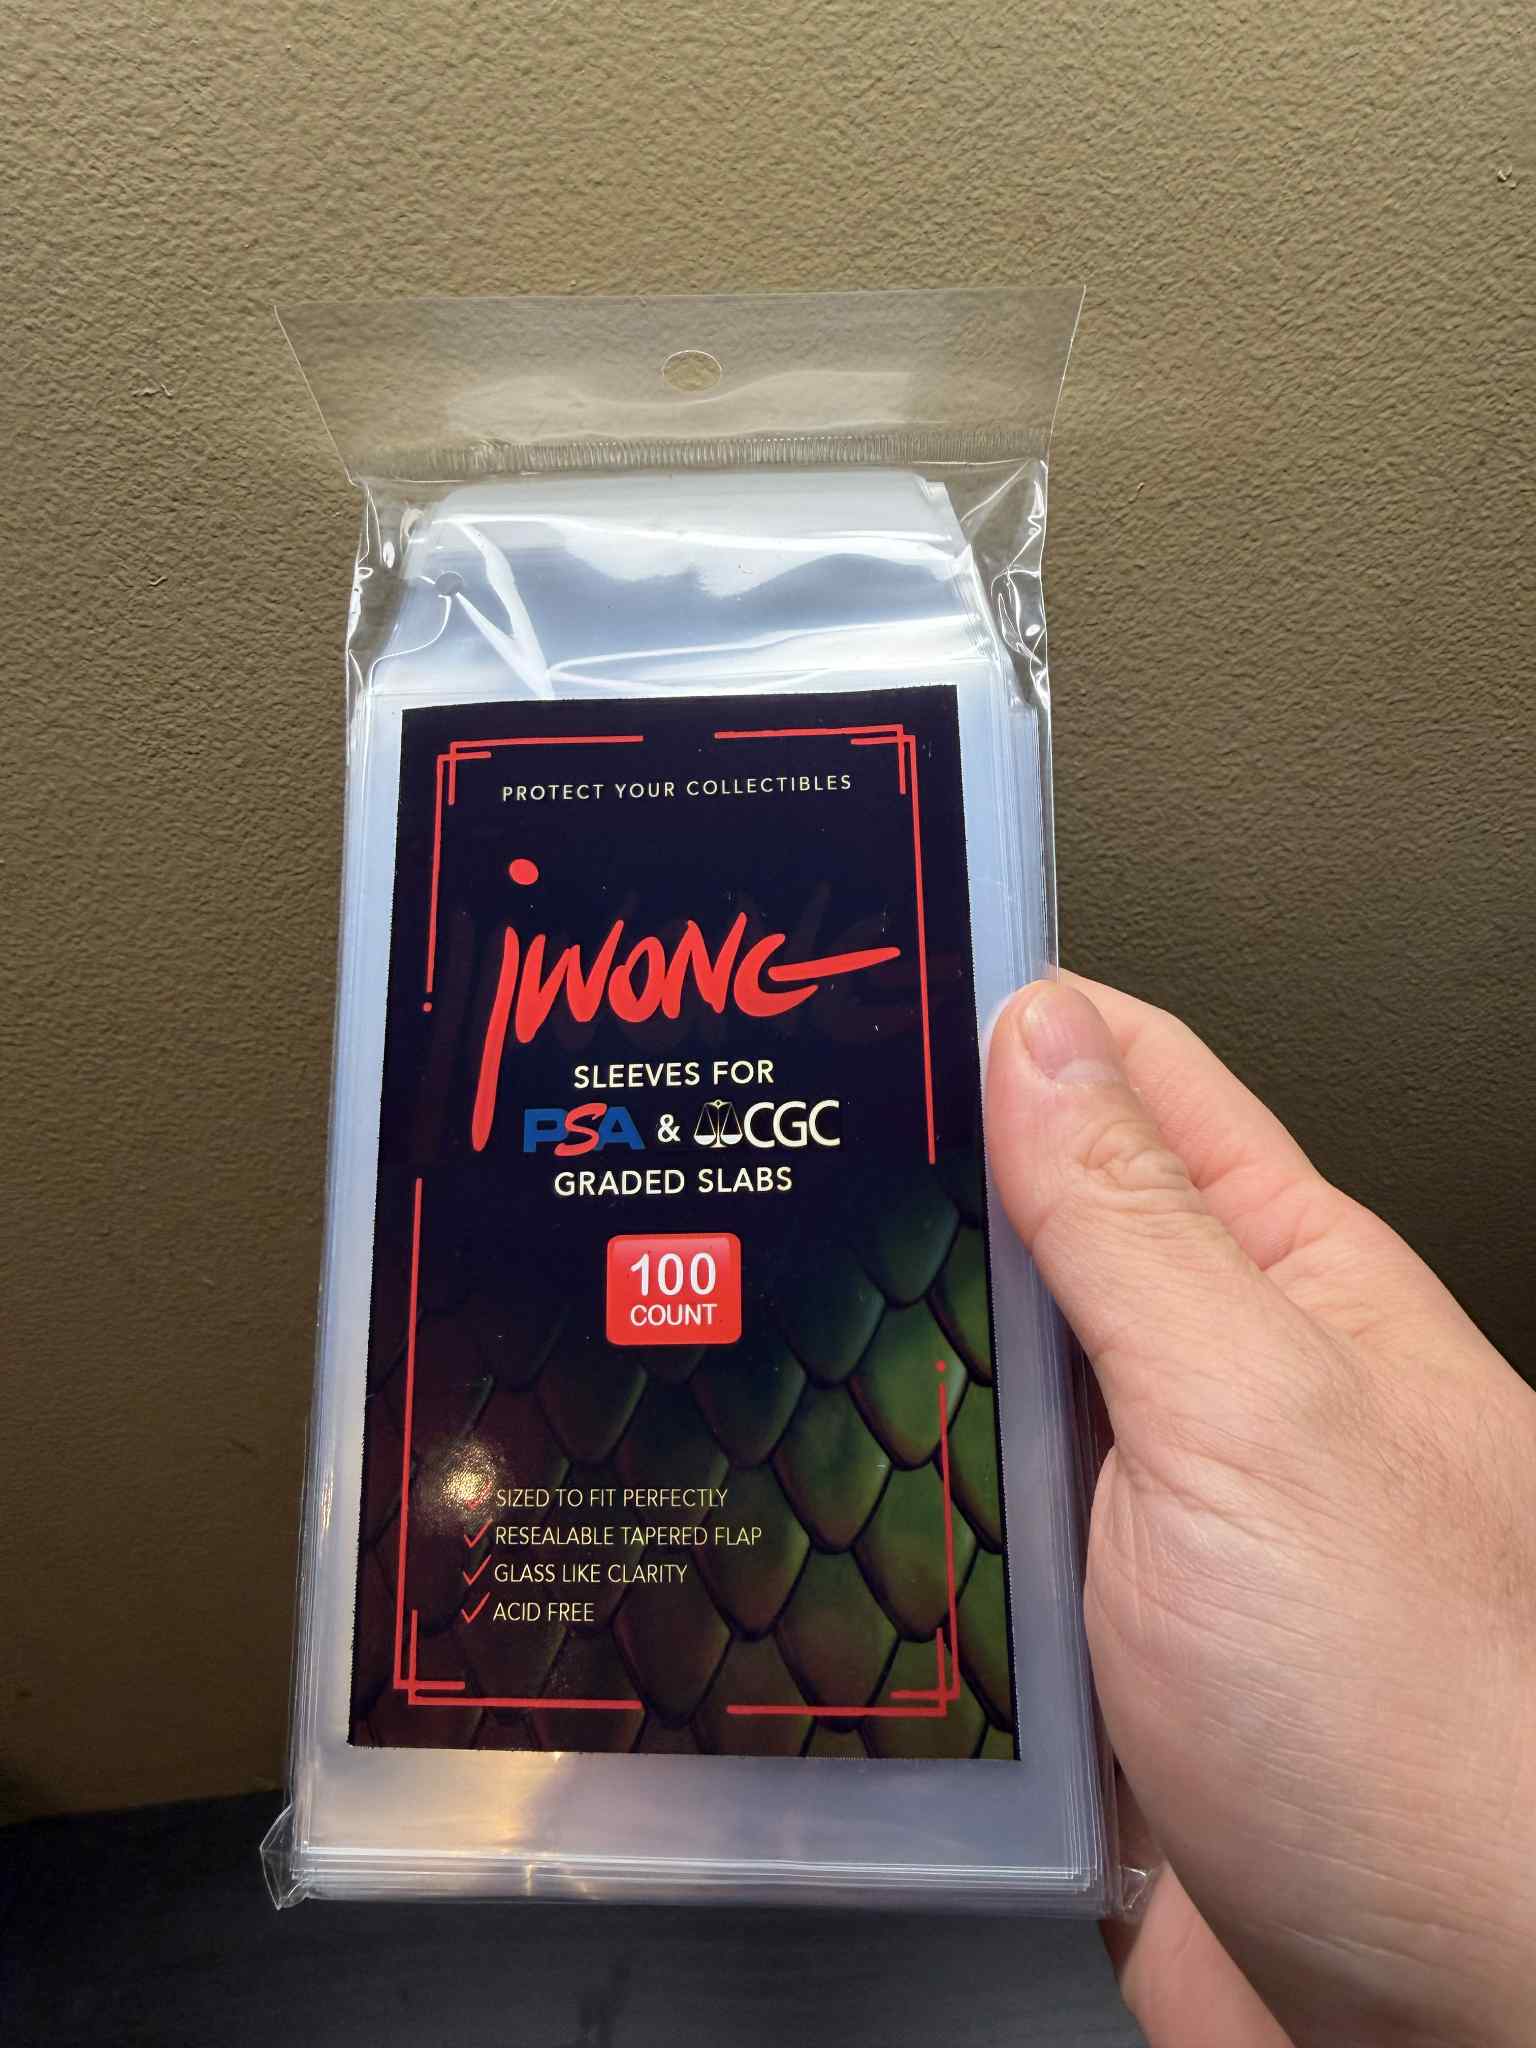 PROTECT YOUR COLLECTIBLES
jwong
SLEEVES FOR
PSA & CGC
GRADED SLABS
100
COUNT
SIZED TO FIT PERFECTLY
RESEALABLE TAPERED FLAP
GLASS LIKE CLARITY
ACID FREE